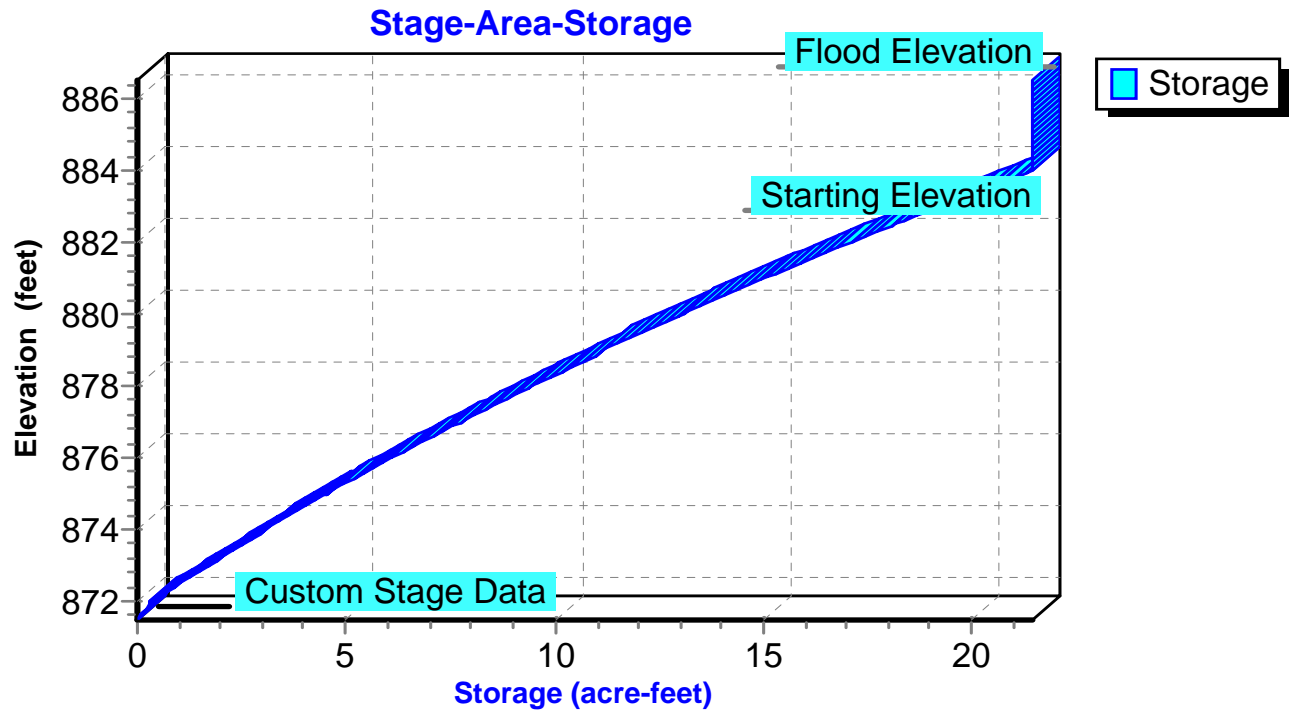 Stage-Area-Storage
Flood Elevation
Storage
886
884
Starting Elevation
882
880
878
876
874
872
Custom Stage Data
Elevation (feet)
0 5 10 15 20
Storage (acre-feet)